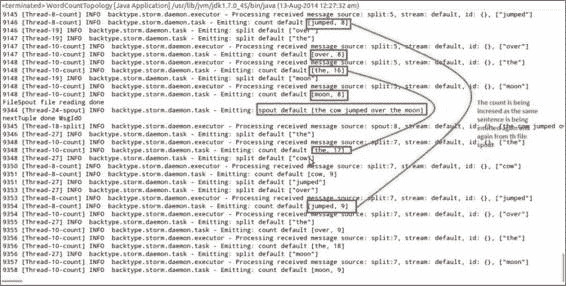 <terminated> WordCountTopology [Java Application] /usr/lib/jvm/jdk1.7.0_45/bin/java (13-Aug-2014 12:27:32 am)
9145 [Thread-8-count] INFO backtype.storm.daemon.executor - Processing received message source: split:5, stream: default, id: {}, ["jumped"]
9146 [Thread-8-count] INFO backtype.storm.daemon.task - Emitting: count default [jumped, 8]
9146 [Thread-19] INFO backtype.storm.daemon.task - Emitting: split default ["over"]
9146 [Thread-19] INFO backtype.storm.daemon.task - Emitting: split default ["the"]
9147 [Thread-10-count] INFO backtype.storm.daemon.executor - Processing received message source: split:5, stream: default, id: {}, ["over"]
9147 [Thread-10-count] INFO backtype.storm.daemon.task - Emitting: count default [over, 8]
9147 [Thread-10-count] INFO backtype.storm.daemon.executor - Processing received message source: split:5, stream: default, id: {}, ["the"]
9148 [Thread-10-count] INFO backtype.storm.daemon.task - Emitting: count default [the, 16]
9148 [Thread-19] INFO backtype.storm.daemon.task - Emitting: split default ["moon"]
9148 [Thread-10-count] INFO backtype.storm.daemon.executor - Processing received message source: split:5, stream: default, id: {}, ["moon"]
9148 [Thread-10-count] INFO backtype.storm.daemon.task - Emitting: count default [moon, 8]
FileSpout file reading done
9344 [Thread-24-spout] INFO backtype.storm.daemon.task - Emitting: spout default [the cow jumped over the moon]
nextTuple done MsgId0
9345 [Thread-18-split] INFO backtype.storm.daemon.executor - Processing received message source: spout:8, stream: default, id: {}, [the cow jumped o
9346 [Thread-27] INFO backtype.storm.daemon.task - Emitting: split default ["the"]
9348 [Thread-10-count] INFO backtype.storm.daemon.executor - Processing received message source: split:7, stream: default, id: {}, ["the"]
9348 [Thread-10-count] INFO backtype.storm.daemon.task - Emitting: count default [the, 17]
9348 [Thread-27] INFO backtype.storm.daemon.task - Emitting: split default ["cow"]
9350 [Thread-8-count] INFO backtype.storm.daemon.executor - Processing received message source: split:7, stream: default, id: {}, ["cow"]
9351 [Thread-8-count] INFO backtype.storm.daemon.task - Emitting: count default [cow, 9]
9351 [Thread-27] INFO backtype.storm.daemon.task - Emitting: split default ["jumped"]
9352 [Thread-27] INFO backtype.storm.daemon.task - Emitting: split default ["over"]
9353 [Thread-8-count] INFO backtype.storm.daemon.executor - Processing received message source: split:7, stream: default, id: {}, ["jumped"]
9354 [Thread-8-count] INFO backtype.storm.daemon.task - Emitting: count default [jumped, 9]
9354 [Thread-10-count] INFO backtype.storm.daemon.executor - Processing received message source: split:7, stream: default, id: {}, ["over"]
9355 [Thread-27] INFO backtype.storm.daemon.task - Emitting: split default ["the"]
9355 [Thread-10-count] INFO backtype.storm.daemon.task - Emitting: count default [over, 9]
9356 [Thread-10-count] INFO backtype.storm.daemon.executor - Processing received message source: split:7, stream: default, id: {}, ["the"]
9356 [Thread-10-count] INFO backtype.storm.daemon.task - Emitting: count default [the, 18]
9356 [Thread-27] INFO backtype.storm.daemon.task - Emitting: split default ["moon"]
9357 [Thread-10-count] INFO backtype.storm.daemon.executor - Processing received message source: split:7, stream: default, id: {}, ["moon"]
9358 [Thread-10-count] INFO backtype.storm.daemon.task - Emitting: count default [moon, 9]
The count is being
incresed as the same
sentence is being
again from th file
spout